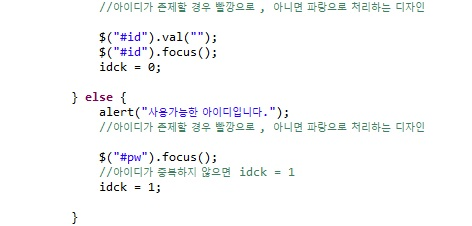 //아이디가 존제할 경우 빨깡으로 , 아니면 파랑으로 처리하는 디자인
$("#id").val("");
$("#id").focus();
idck = 0;
} else {
alert("사용가능한 아이디입니다.");
//아이디가 존제할 경우 빨깡으로 , 아니면 파랑으로 처리하는 디자인
$("#pw").focus();
//아이디가 중복하지 않으면 idck = 1
idck = 1;
}